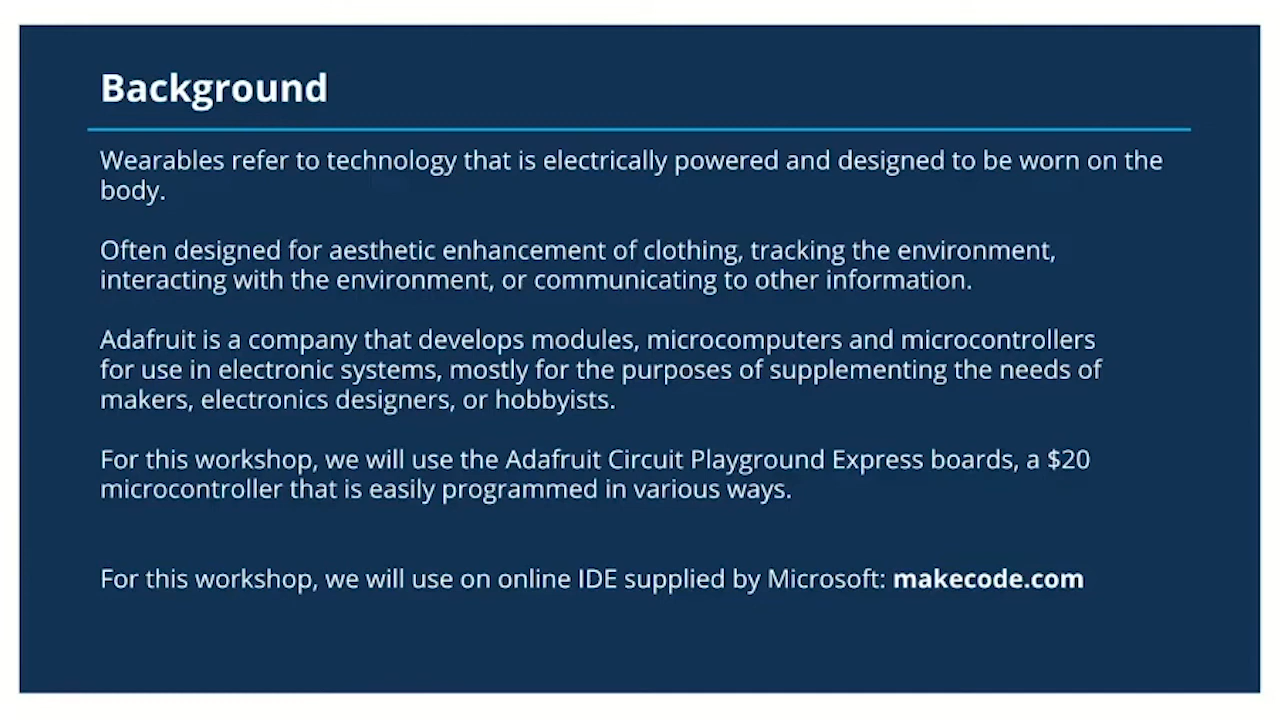 Background
Wearables refer to technology that is electrically powered and designed to be worn on the
body.
Often designed for aesthetic enhancement of clothing, tracking the environment,
interacting with the environment, or communicating to other information.
Adafruit is a company that develops modules, microcomputers and microcontrollers
for use in electronic systems, mostly for the purposes of supplementing the needs of
makers, electronics designers, or hobbyists.
For this workshop, we will use the Adafruit Circuit Playground Express boards, a $20
microcontroller that is easily programmed in various ways.
For this workshop, we will use on online IDE supplied by Microsoft: makecode.com